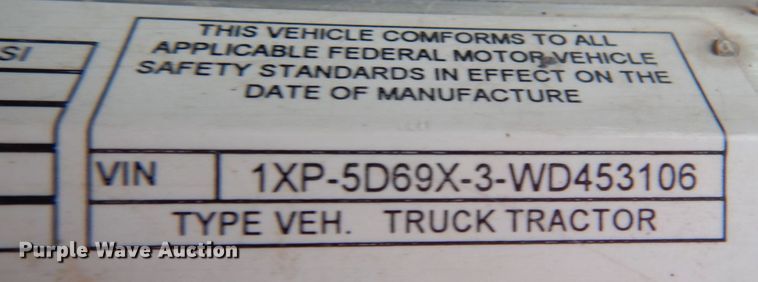 THIS VEHICLE COMFORMS TO ALL
APPLICABLE FEDERAL MOTOR VEHICLE
SAFETY STANDARDS IN EFFECT ON THE
DATE OF MANUFACTURE
SI
VIN 1XP-5D69X-3-WD453106
TYPE VEH. TRUCK TRACTOR
Purple Wave Auction